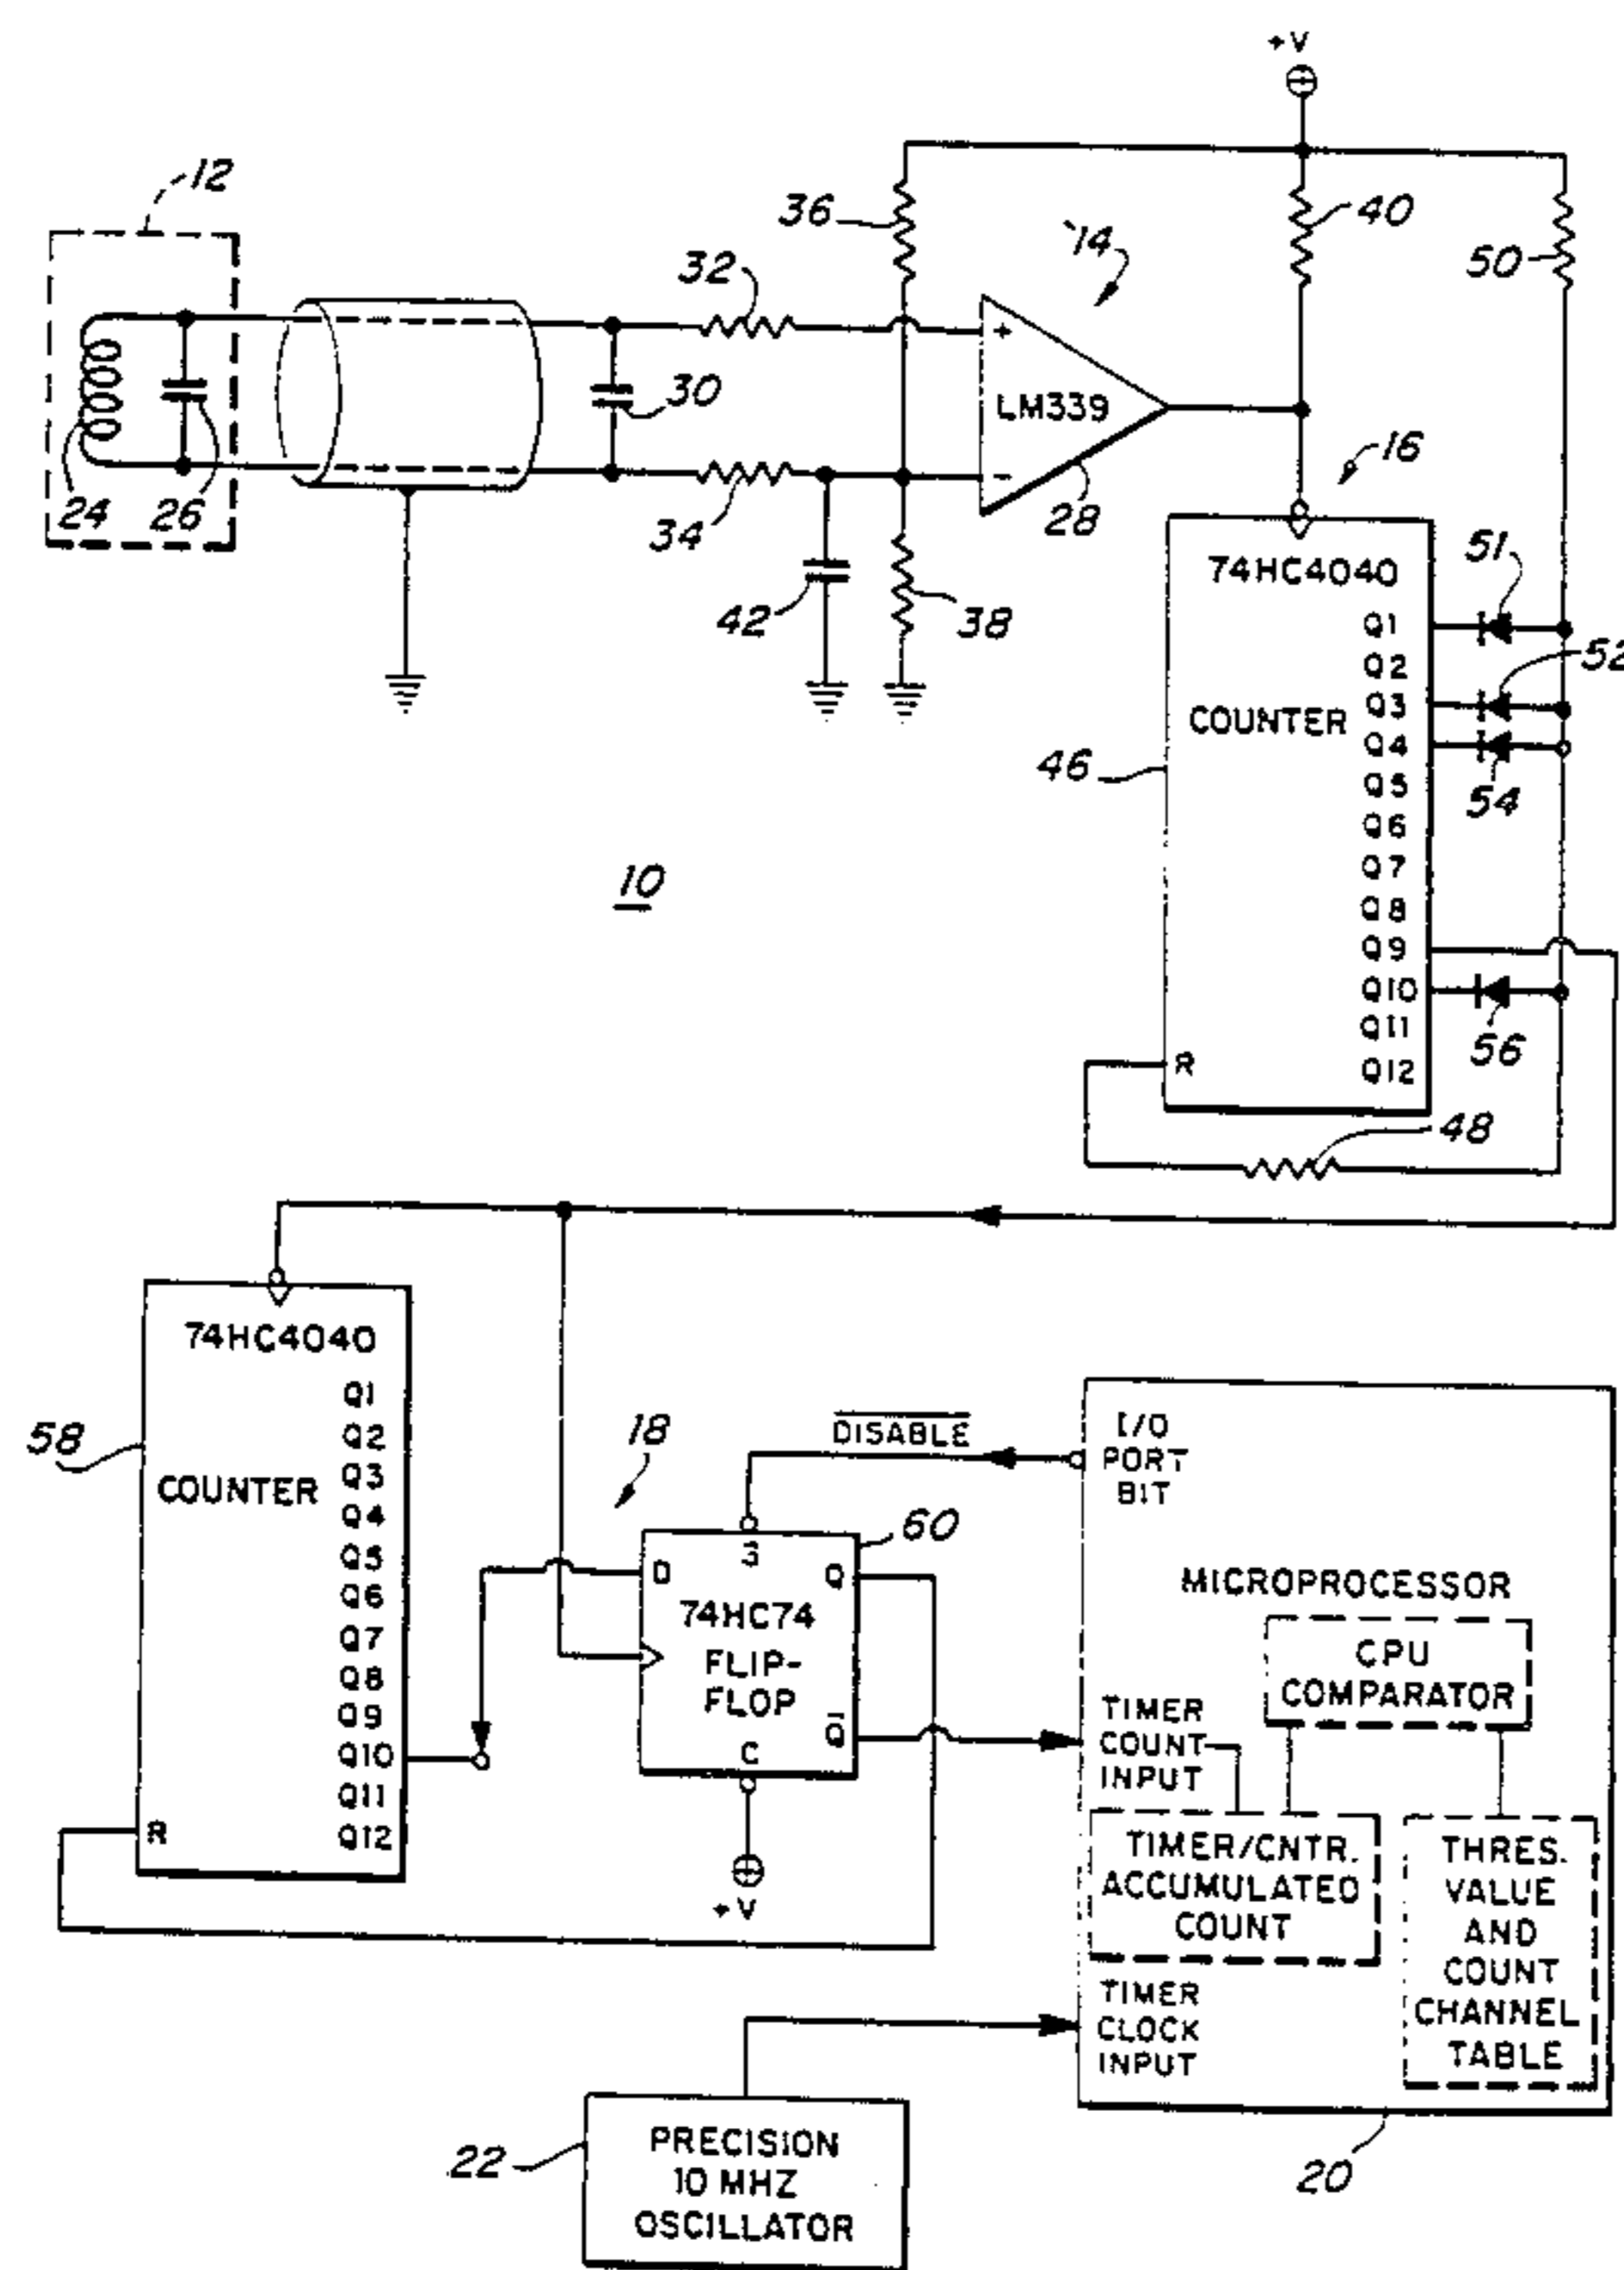 +V
12
36
14
40
50
32
+
LM339
30
-
16
24
26
34
28
51
42
38
74HC4040
Q1
Q2
52
Q3
COUNTER
Q4
46
54
Q5
Q6
Q7
10
Q8
Q9
Q10
Q11
56
R
Q12
48
74HC4040
Q1
58
Q2
18
DISABLE
I/O
PORT
BIT
Q3
COUNTER
Q4
60
Q5
Q6
Q7
Q8
Q9
Q10
Q11
R
Q12
S
D
Q
74HC74
FLIP-
FLOP
Q
C
+V
MICROPROCESSOR
CPU
COMPARATOR
TIMER
COUNT
INPUT
TIMER/CNTR.
ACCUMULATED
COUNT
THRES.
VALUE
AND
COUNT
CHANNEL
TABLE
TIMER
CLOCK
INPUT
22
PRECISION
10 MHZ
OSCILLATOR
20